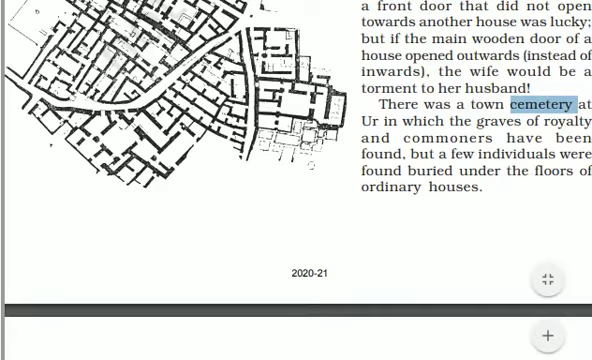 a front door that did not open
towards another house was lucky;
but if the main wooden door of a
house opened outwards (instead of
inwards), the wife would be a
torment to her husband!
There was a town cemetery at
Ur in which the graves of royalty
and commoners have been
found, but a few individuals were
found buried under the floors of
ordinary houses.
2020-21